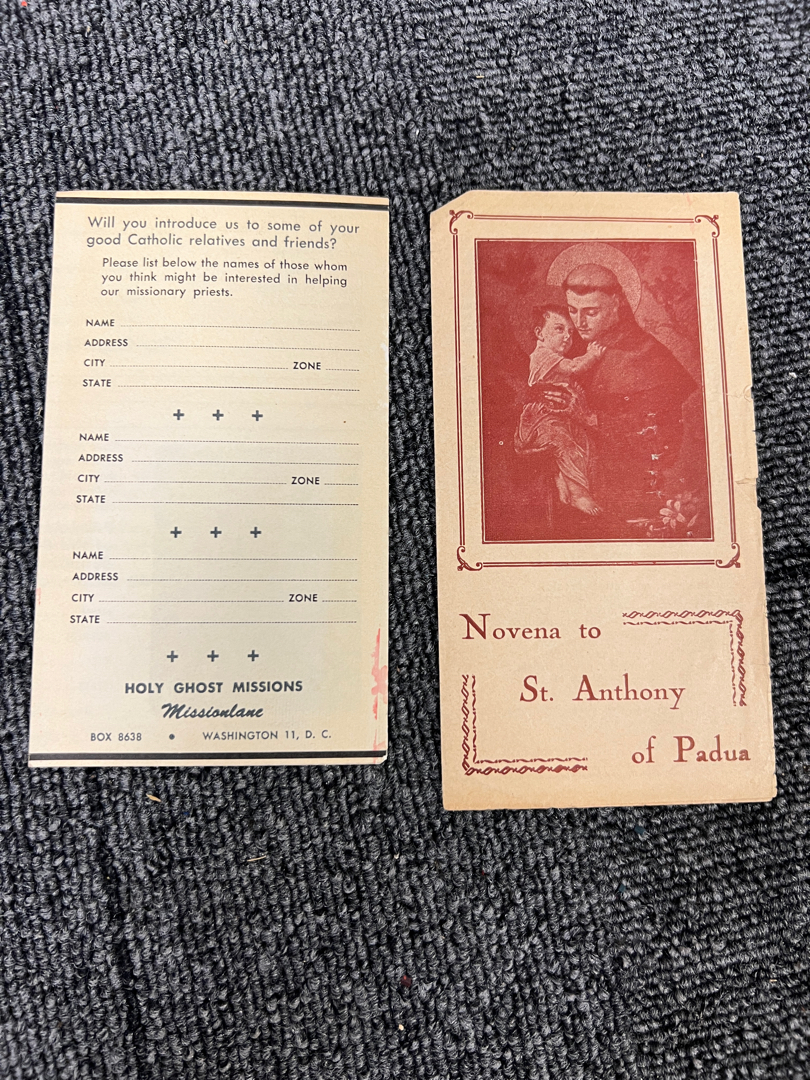 Will you introduce us to some of your
good Catholic relatives and friends?
Please list below the names of those whom
you think might be interested in helping
our missionary priests.
NAME
ADDRESS
CITY ZONE
STATE
+ + +
NAME
ADDRESS
CITY ZONE
STATE
+ + +
NAME
ADDRESS
CITY ZONE
STATE
+ + +
HOLY GHOST MISSIONS
Missionlane
BOX 8638 • WASHINGTON 11, D. C.
Novena to
St. Anthony
of Padua